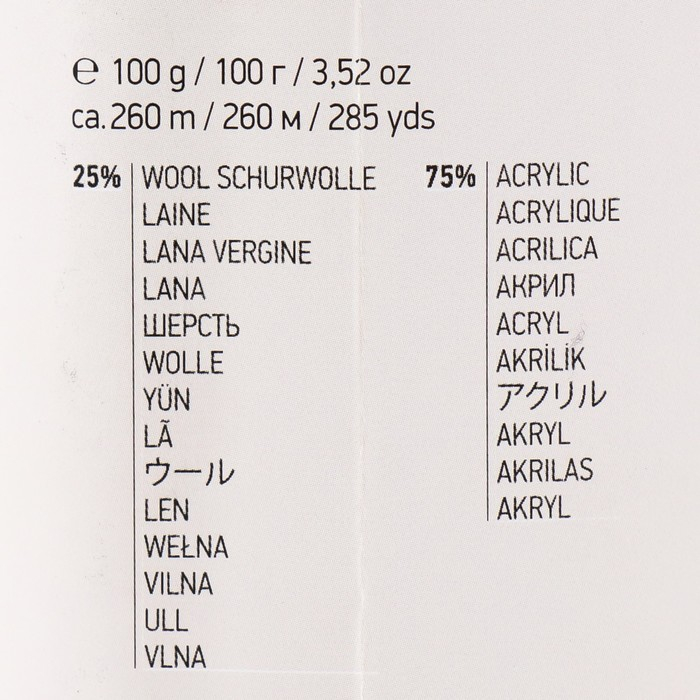 ℮ 100 g / 100 г / 3,52 oz
ca.260 m / 260 м / 285 yds
25% WOOL SCHURWOLLE
LAINE
LANA VERGINE
LANA
ШЕРСТЬ
WOLLE
YÜN
LÃ
ウール
LEN
WEŁNA
VILNA
ULL
VLNA
75% ACRYLIC
ACRYLIQUE
ACRILICA
АКРИЛ
ACRYL
AKRİLİK
アクリル
AKRYL
AKRILAS
AKRYL